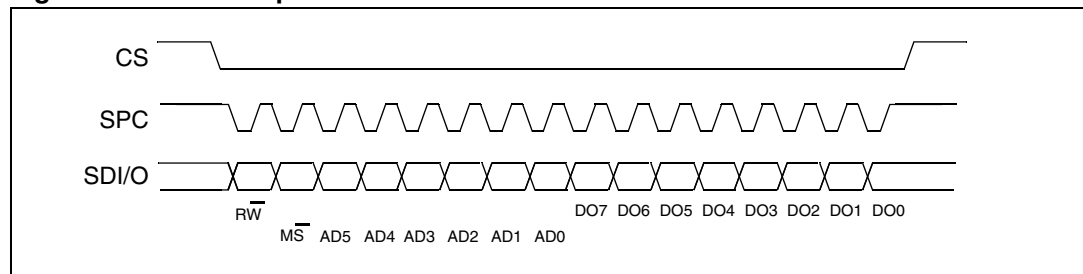 CS
SPC
SDI/O
RW̅
DO7 DO6 DO5 DO4 DO3 DO2 DO1 DO0
MS̅ AD5 AD4 AD3 AD2 AD1 AD0